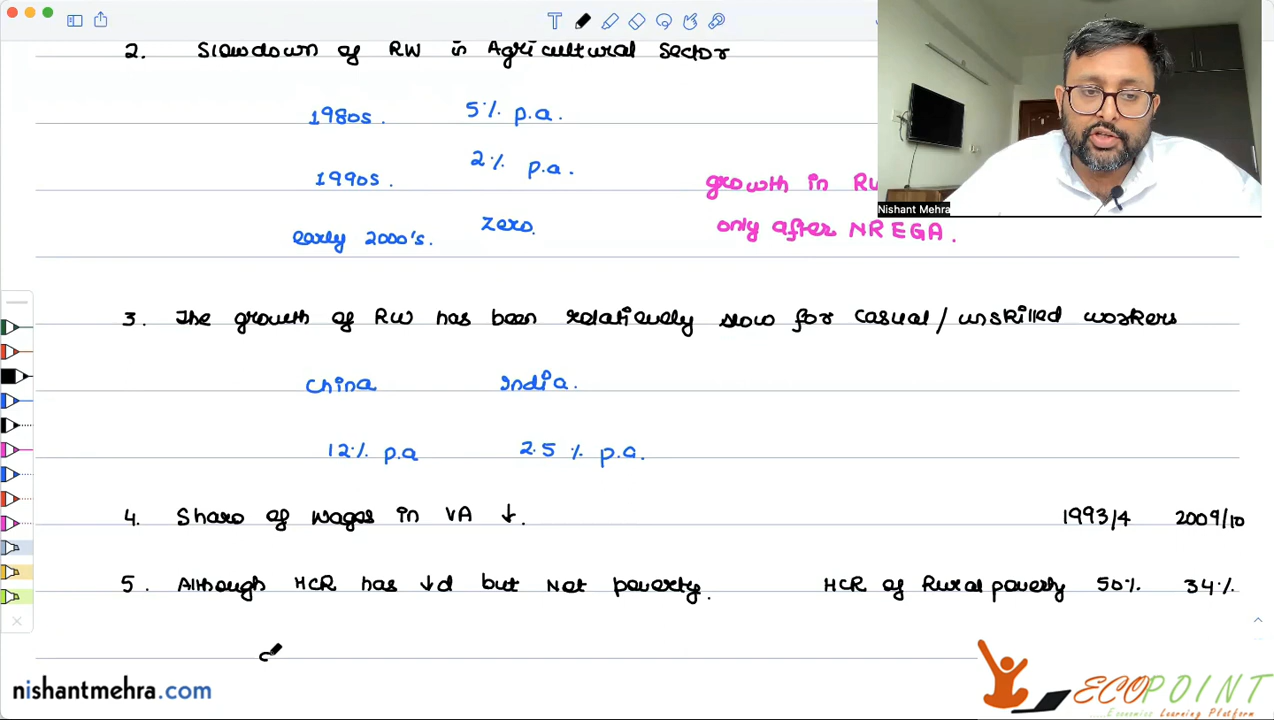 2. Slowdown of RW in Agricultural Sector
1980s. 5% p.a.
1990s. 2% p.a.
growth in
Nishant Mehra
early 2000's. Zero.
only after NREGA.
3. The growth of RW has been relatively slow for casual/unskilled workers
China India.
12% p.a 2.5% p.a.
4. Share of wages in VA ↓. 1993/4 2009/10
5. Although HCR has ↓d but Not poverty. HCR of Rural poverty 50% 34%
nishantmehra.com
ECOPOINT
Economics Learning Platform